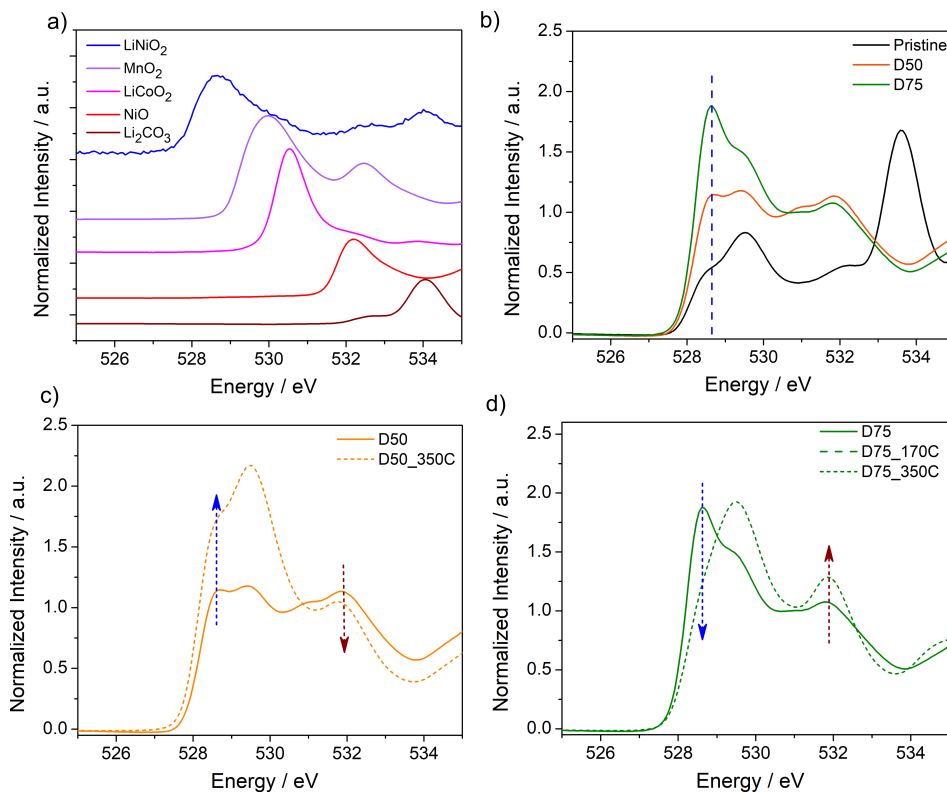 a)
LiNiO2
MnO2
LiCoO2
NiO
Li2CO3
Normalized Intensity / a.u.
526 528 530 532 534
Energy / eV
b)
Pristine
D50
D75
2.5
2.0
1.5
1.0
0.5
0.0
Normalized Intensity / a.u.
526 528 530 532 534
Energy / eV
c)
D50
D50_350C
2.5
2.0
1.5
1.0
0.5
0.0
Normalized Intensity / a.u.
526 528 530 532 534
Energy / eV
d)
D75
D75_170C
D75_350C
2.5
2.0
1.5
1.0
0.5
0.0
Normalized Intensity / a.u.
526 528 530 532 534
Energy / eV